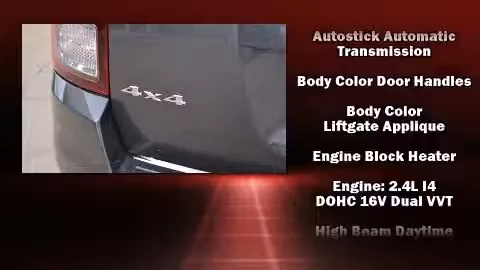 Autostick Automatic
Transmission
4x4
Body Color Door Handles
Body Color
Liftgate Applique
Engine Block Heater
Engine: 2.4L I4
DOHC 16V Dual VVT
High Beam Daytime